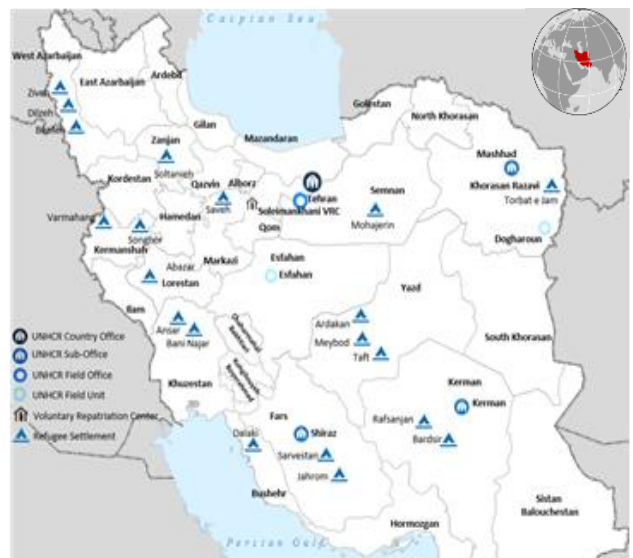 Caspian Sea
West Azarbaijan
East Azarbaijan
Ardebil
Ziveh
Dilzeh
Gilan
Golestan
North Khorasan
Mazandaran
Zanjan
Soltanieh
Mashhad
Kordestan
Qazvin
Alborz
Tehran
Semnan
Khorasan Razavi
Torbat e Jam
Saveh
Soleimankhani VRC
Varmahang
Hamedan
Songhor
Qom
Mohajerin
Dogharoun
Kermanshah
Markazi
Esfahan
Abazar
Esfahan
Lorestan
Ilam
Yazd
South Khorasan
Ardakan
Ansar
Bani Najar
Meybod
Taft
Chaharmahal
Bakhtiari
UNHCR Country Office
UNHCR Sub-Office
UNHCR Field Office
UNHCR Field Unit
Voluntary Repatriation Center
Refugee Settlement
Khuzestan
Kerman
Kerman
Rafsanjan
Bardsir
Fars
Shiraz
Dalaki
Sarvestan
Jahrom
Bushehr
Sistan
Balouchestan
Hormozgan
Persian Gulf